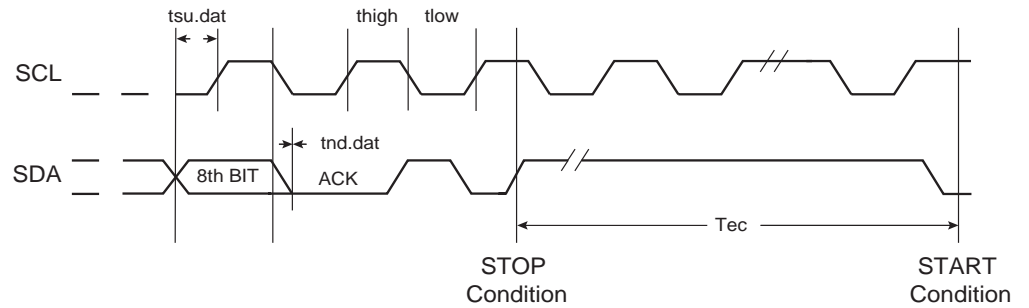 tsu.dat
thigh
tlow
SCL
tnd.dat
SDA
8th BIT
ACK
Tec
STOP
Condition
START
Condition